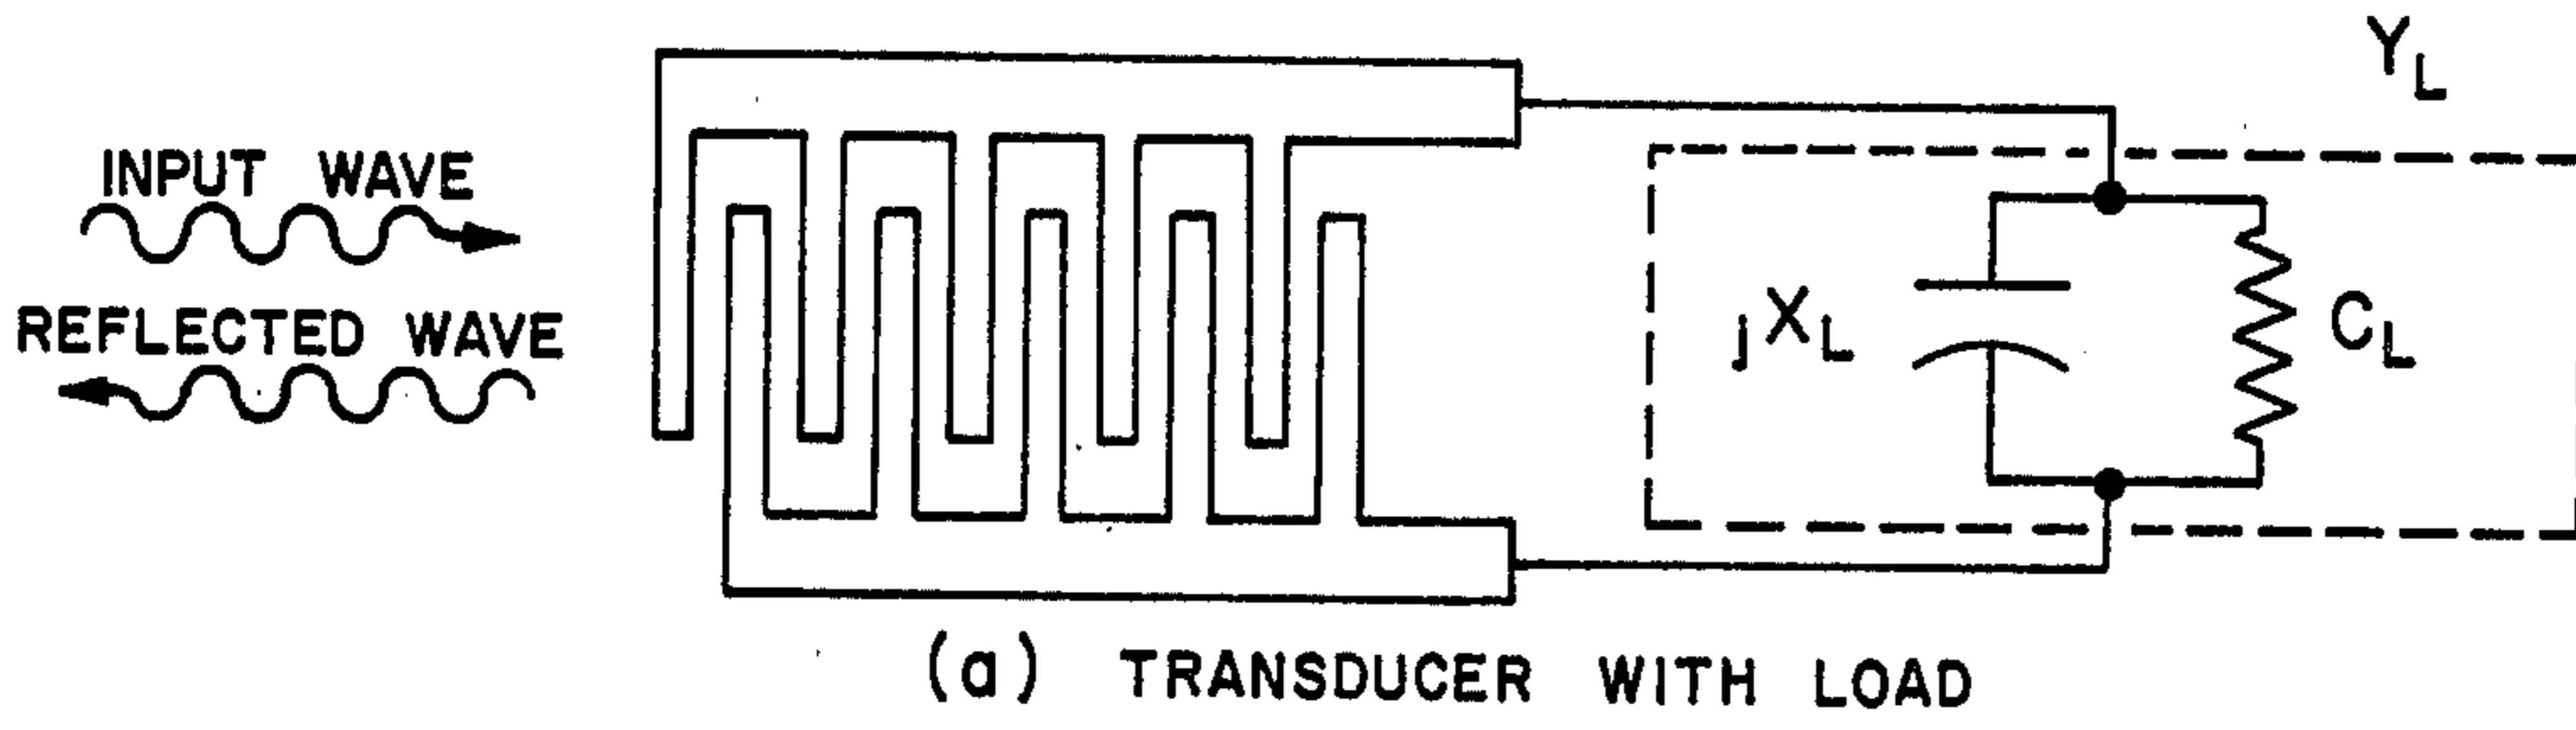 Y_L
INPUT WAVE
REFLECTED WAVE
jX_L
C_L
(a) TRANSDUCER WITH LOAD